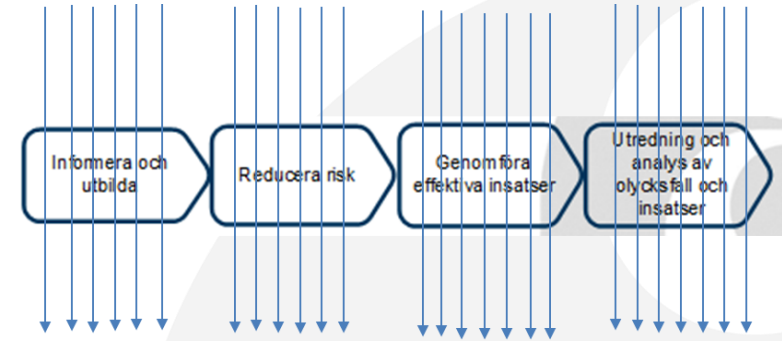 Informera och
utbilda
Reducera risk
Genomföra
effektiva insatser
Utredning och
analys av
olycksfall och
insatser